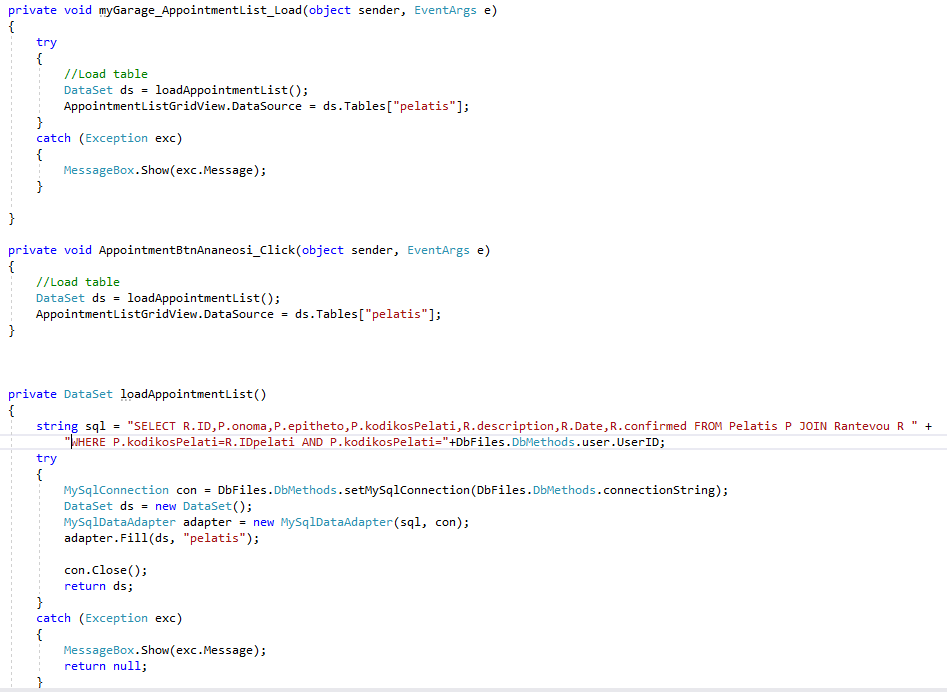 private void myGarage_AppointmentList_Load(object sender, EventArgs e)
{
    try
    {
        //Load table
        DataSet ds = loadAppointmentList();
        AppointmentListGridView.DataSource = ds.Tables["pelatis"];
    }
    catch (Exception exc)
    {
        MessageBox.Show(exc.Message);
    }
}
private void AppointmentBtnAnaneosi_Click(object sender, EventArgs e)
{
    //Load table
    DataSet ds = loadAppointmentList();
    AppointmentListGridView.DataSource = ds.Tables["pelatis"];
}
private DataSet loadAppointmentList()
{
    string sql = "SELECT R.ID,P.onoma,P.epitheto,P.kodikosPelati,R.description,R.Date,R.confirmed FROM Pelatis P JOIN Rantevou R " +
        "WHERE P.kodikosPelati=R.IDpelati AND P.kodikosPelati="+DbFiles.DbMethods.user.UserID;
    try
    {
        MySqlConnection con = DbFiles.DbMethods.setMySqlConnection(DbFiles.DbMethods.connectionString);
        DataSet ds = new DataSet();
        MySqlDataAdapter adapter = new MySqlDataAdapter(sql, con);
        adapter.Fill(ds, "pelatis");
        con.Close();
        return ds;
    }
    catch (Exception exc)
    {
        MessageBox.Show(exc.Message);
        return null;
    }